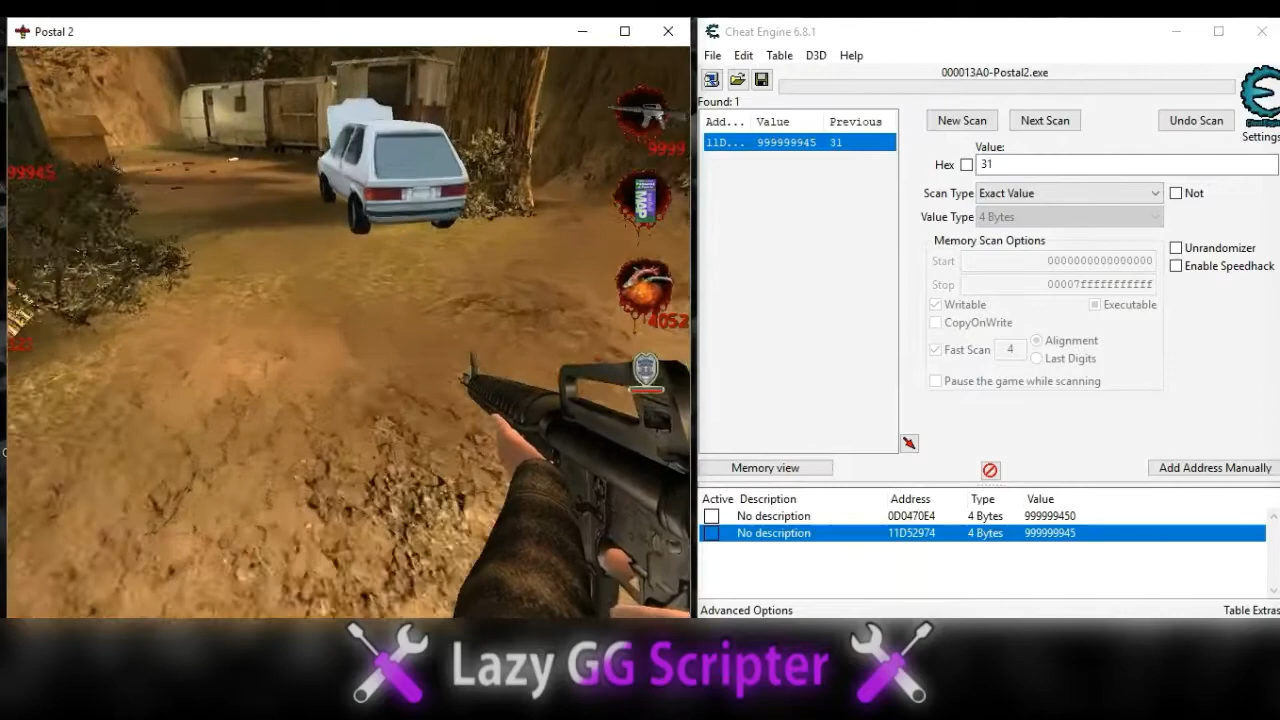 Postal 2
9999
99945
MAP
4052
Cheat Engine 6.8.1
File Edit Table D3D Help
000013A0-Postal2.exe
Found: 1
Add... Value Previous
11D... 999999945 31
New Scan Next Scan Undo Scan
Settings
Value:
Hex 31
Scan Type Exact Value Not
Value Type 4 Bytes
Memory Scan Options
Start 0000000000000000
Stop 00007fffffffffff
Writable Executable
CopyOnWrite
Fast Scan 4 Alignment
Last Digits
Pause the game while scanning
Unrandomizer
Enable Speedhack
Memory view Add Address Manually
Active Description Address Type Value
No description 0D0470E4 4 Bytes 999999450
No description 11D52974 4 Bytes 999999945
Advanced Options Table Extras
Lazy GG Scripter